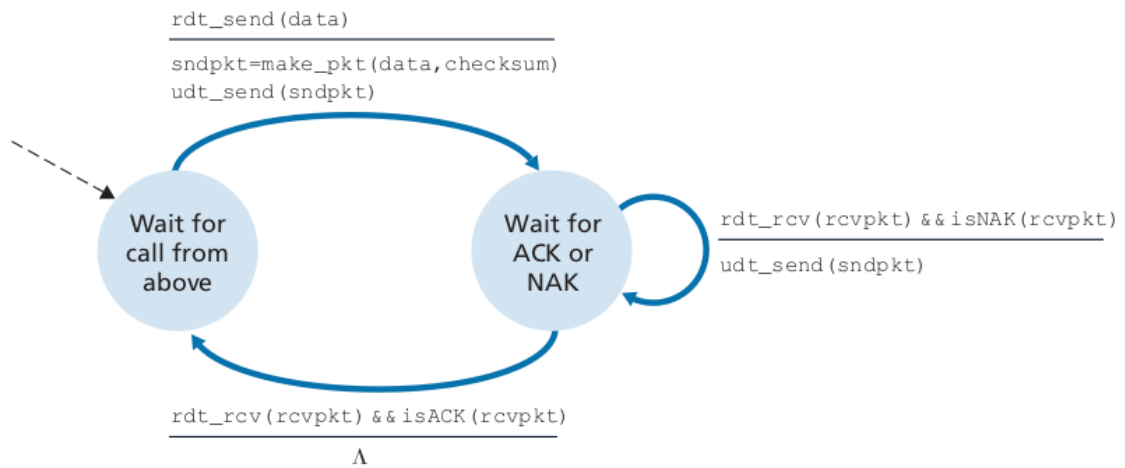 rdt_send(data)
sndpkt=make_pkt(data,checksum)
udt_send(sndpkt)
Wait for
call from
above
Wait for
ACK or
NAK
rdt_rcv(rcvpkt) && isNAK(rcvpkt)
udt_send(sndpkt)
rdt_rcv(rcvpkt) && isACK(rcvpkt)
Λ